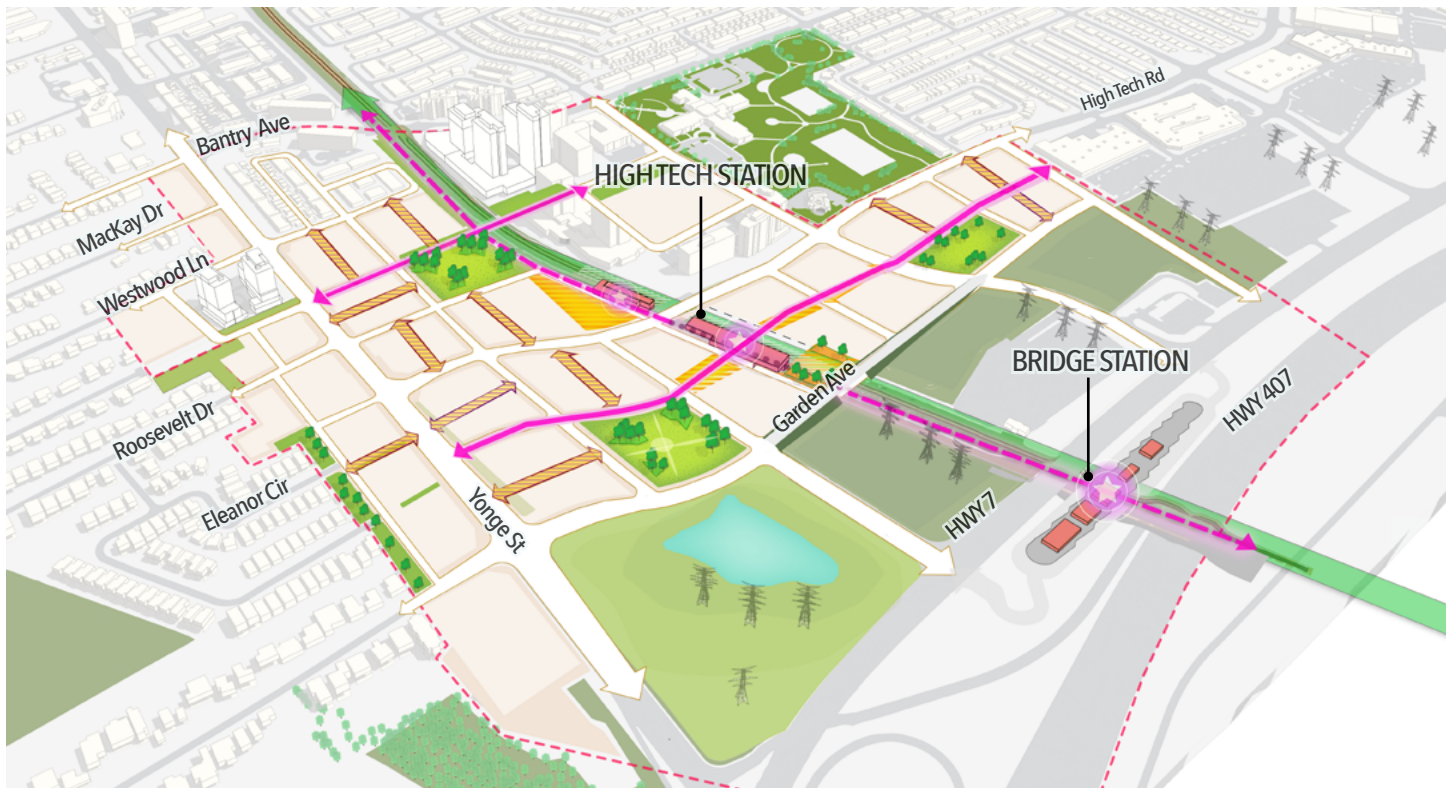 High Tech Rd
Bantry Ave
HIGH TECH STATION
MacKay Dr
Westwood Ln
BRIDGE STATION
Garden Ave
HWY 407
Roosevelt Dr
Eleanor Cir
Yonge St
HWY 7